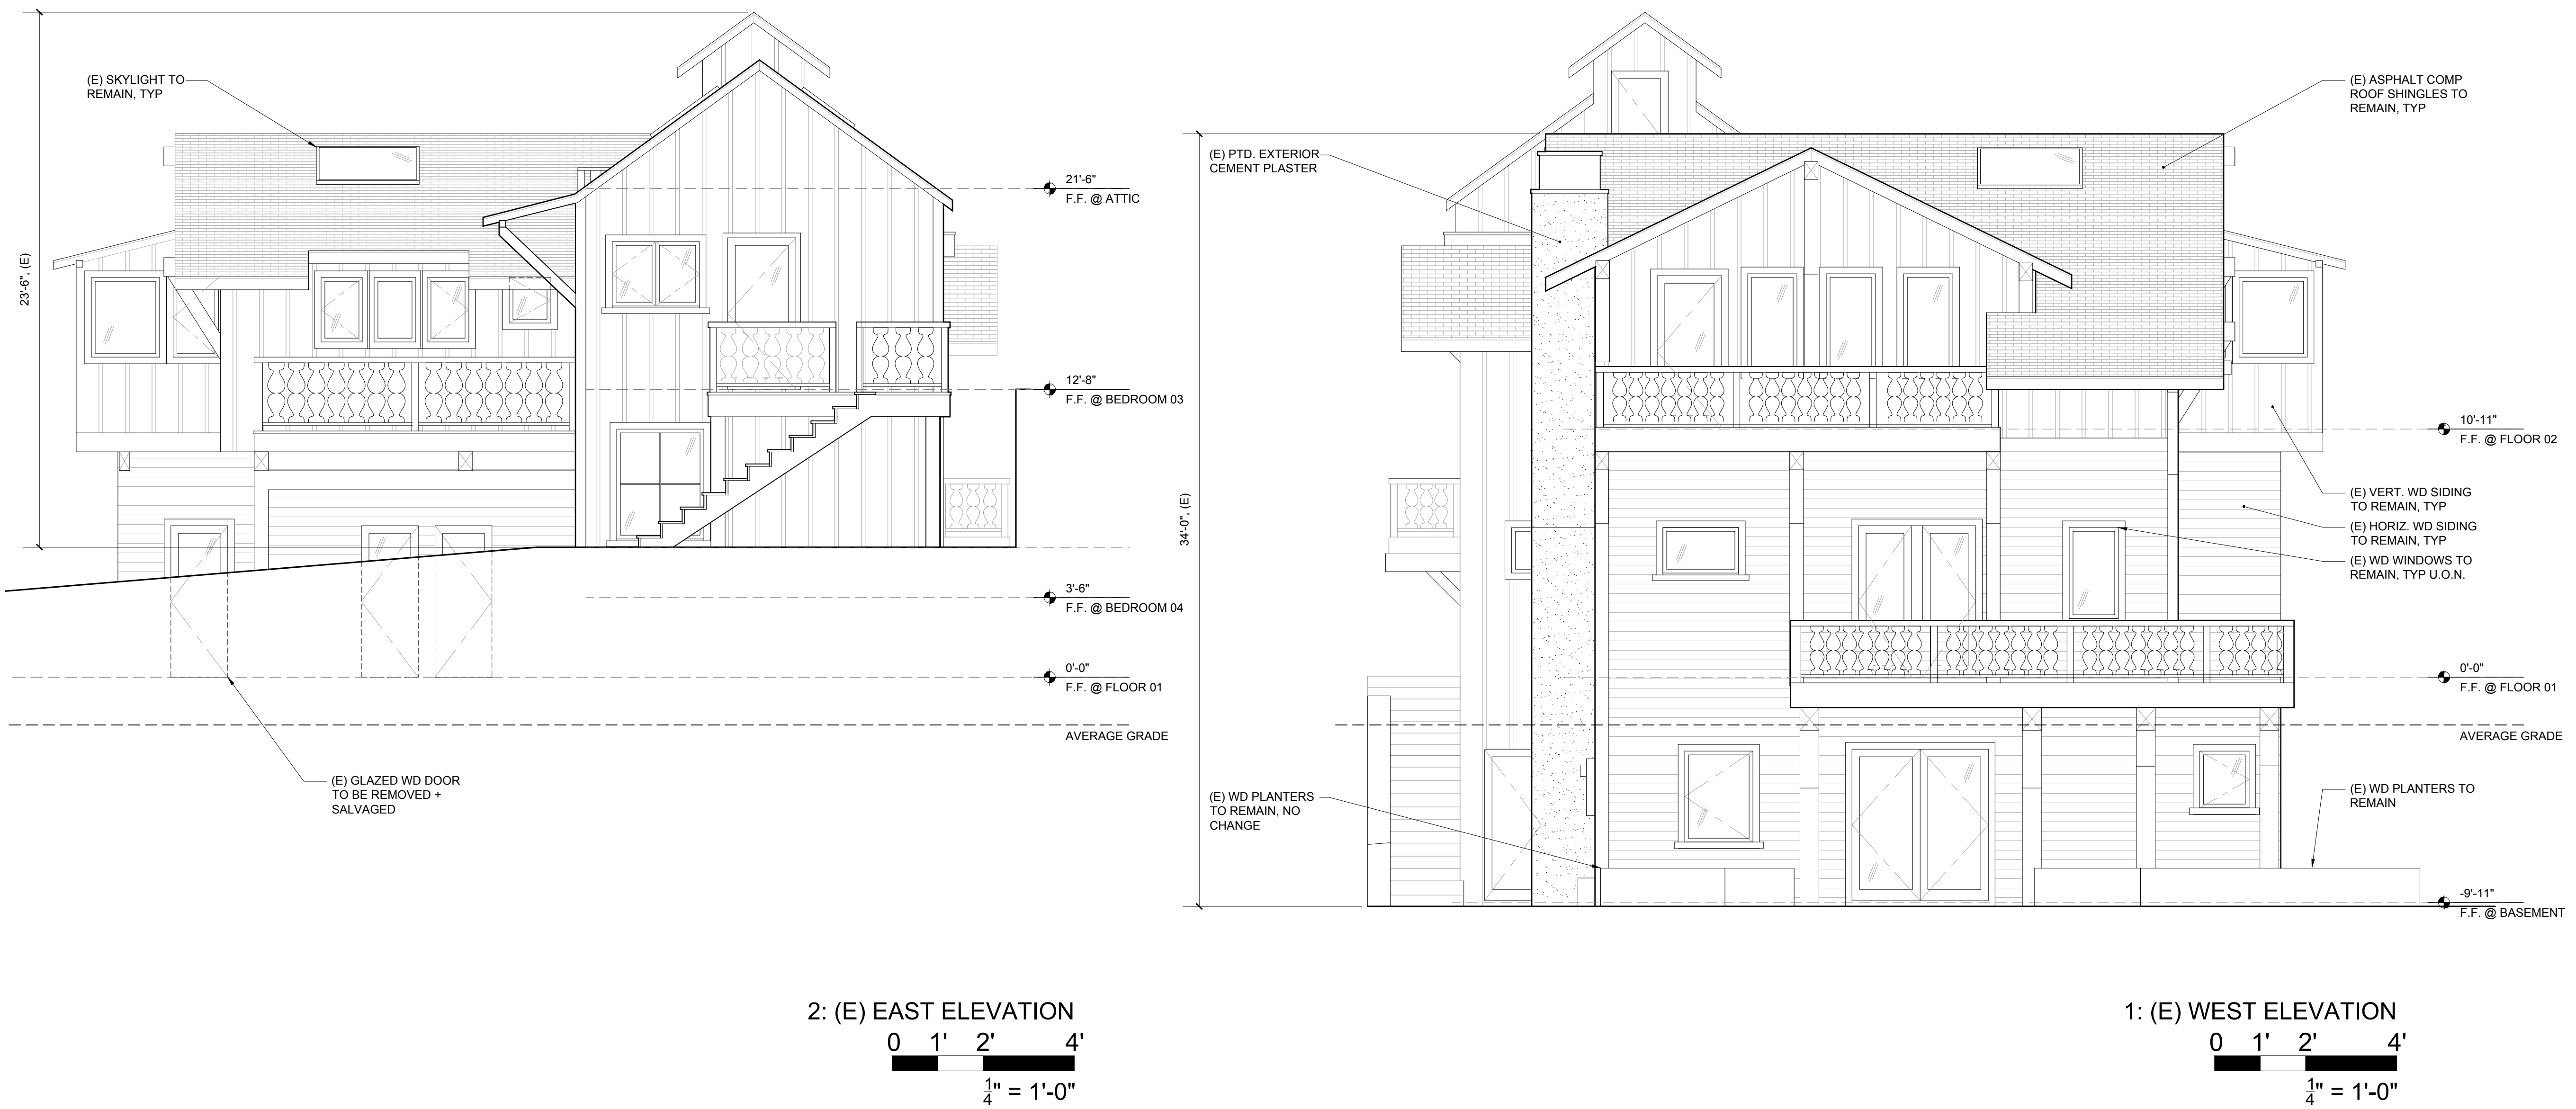 (E) SKYLIGHT TO
REMAIN, TYP
23'-6", (E)
21'-6"
F.F. @ ATTIC
12'-8"
F.F. @ BEDROOM 03
3'-6"
F.F. @ BEDROOM 04
0'-0"
F.F. @ FLOOR 01
AVERAGE GRADE
(E) GLAZED WD DOOR
TO BE REMOVED +
SALVAGED
2: (E) EAST ELEVATION
0 1' 2' 4'
1/4" = 1'-0"
(E) PTD. EXTERIOR
CEMENT PLASTER
34'-0", (E)
(E) WD PLANTERS
TO REMAIN, NO
CHANGE
(E) ASPHALT COMP
ROOF SHINGLES TO
REMAIN, TYP
10'-11"
F.F. @ FLOOR 02
(E) VERT. WD SIDING
TO REMAIN, TYP
(E) HORIZ. WD SIDING
TO REMAIN, TYP
(E) WD WINDOWS TO
REMAIN, TYP U.O.N.
0'-0"
F.F. @ FLOOR 01
AVERAGE GRADE
(E) WD PLANTERS TO
REMAIN
-9'-11"
F.F. @ BASEMENT
1: (E) WEST ELEVATION
0 1' 2' 4'
1/4" = 1'-0"